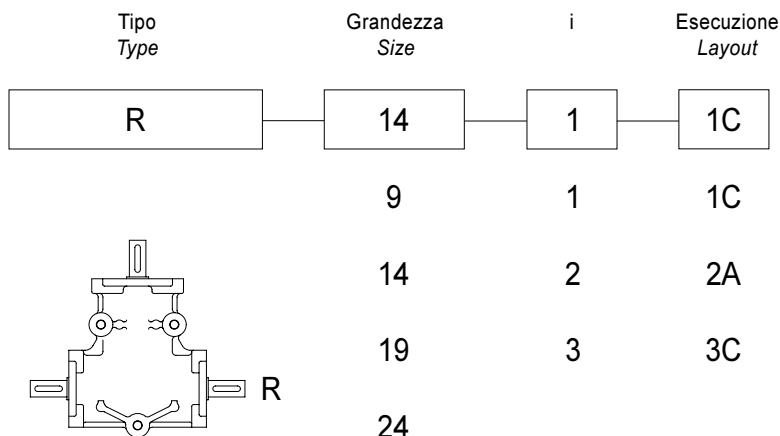 Tipo Grandezza i Esecuzione
Type Size Layout
R 14 1 1C
9 1 1C
14 2 2A
19 3 3C
R
24